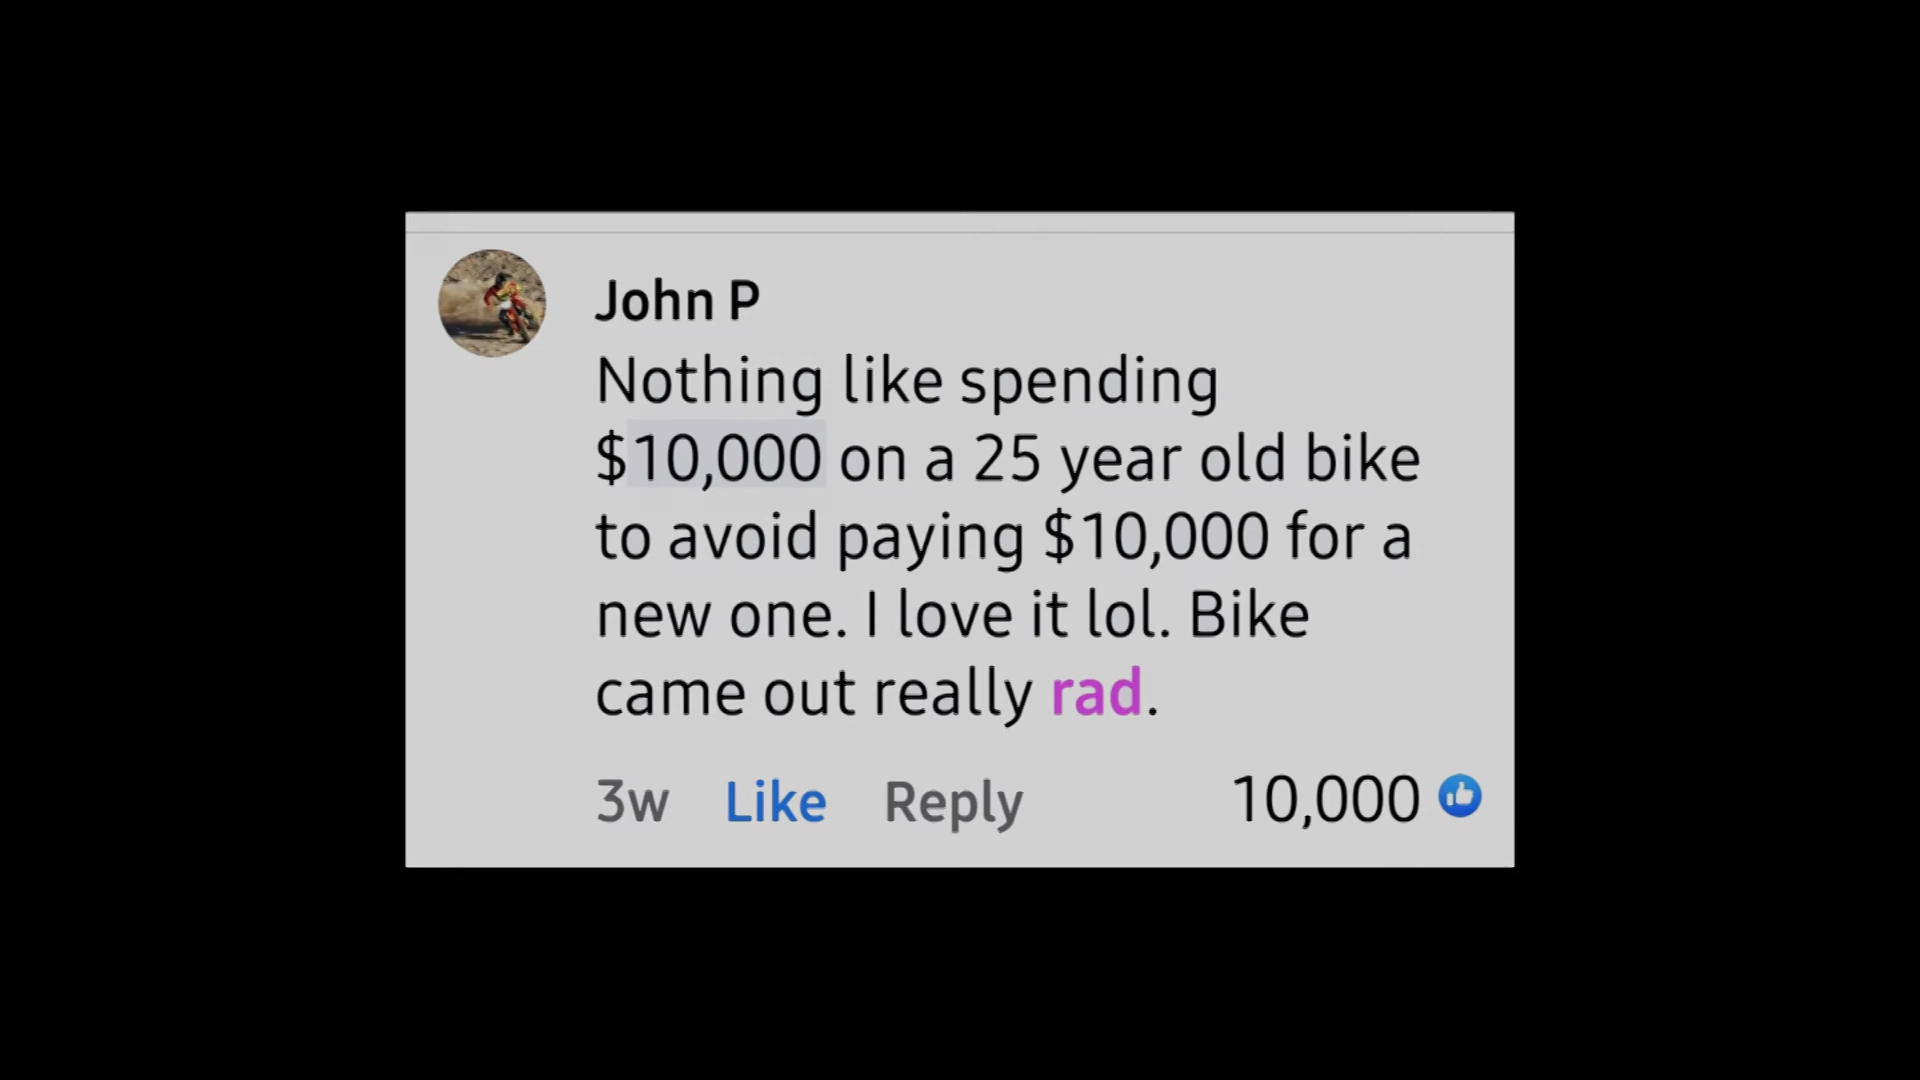 John P
Nothing like spending
$10,000 on a 25 year old bike
to avoid paying $10,000 for a
new one. I love it lol. Bike
came out really rad.
3w Like Reply 10,000